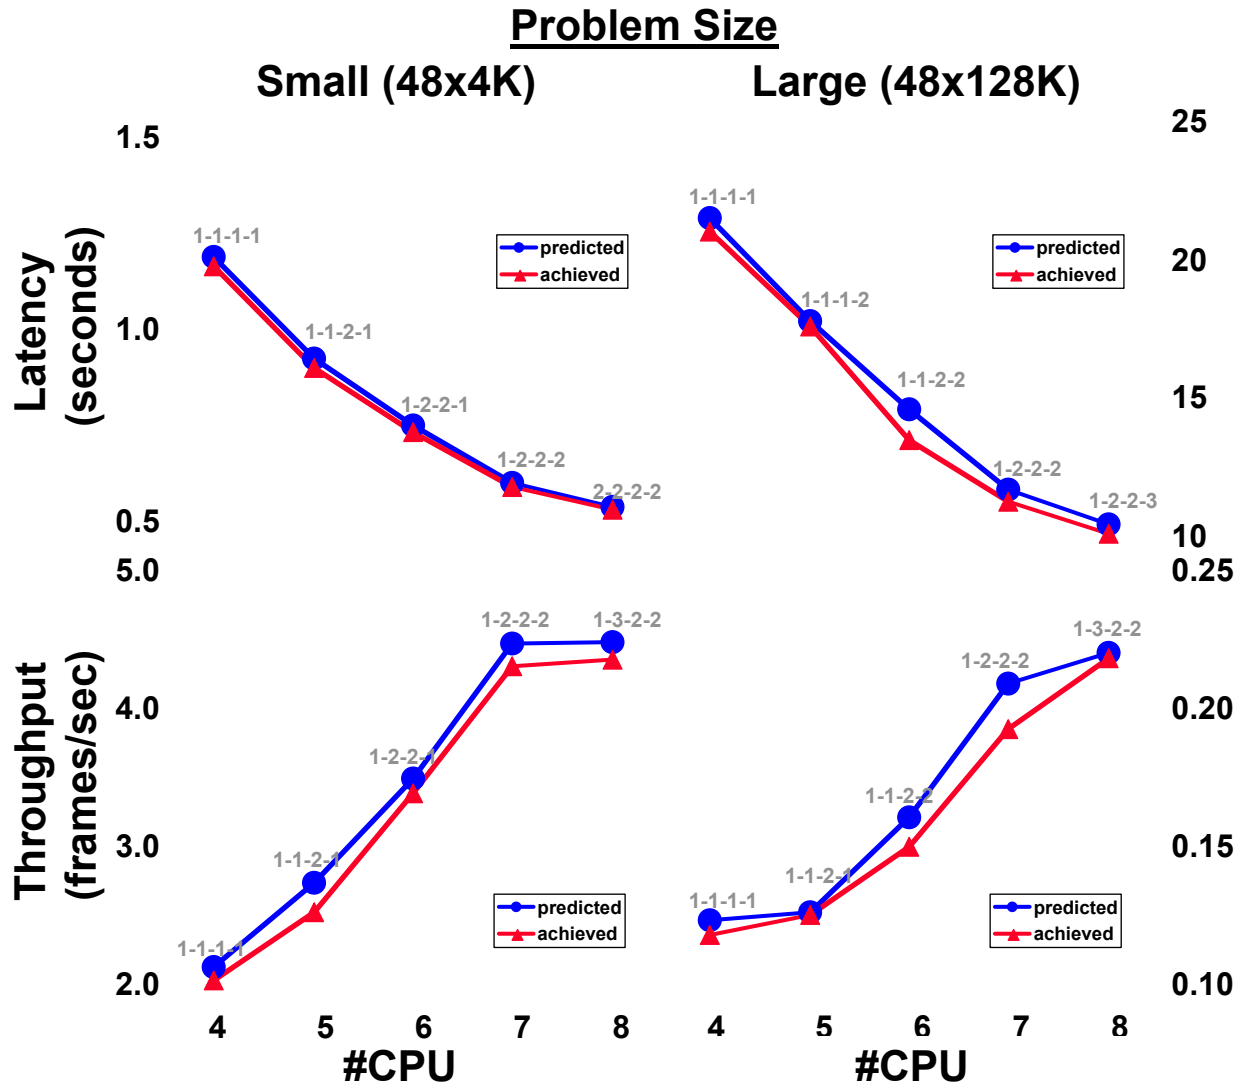 Problem Size
Small (48x4K)
Large (48x128K)
Latency
(seconds)
1.5
1.0
0.5
1-1-1-1
1-1-2-1
1-2-2-1
1-2-2-2
2-2-2-2
predicted
achieved
25
20
15
10
1-1-1-1
1-1-1-2
1-1-2-2
1-2-2-2
1-2-2-3
predicted
achieved
Throughput
(frames/sec)
5.0
4.0
3.0
2.0
1-1-1-1
1-1-2-1
1-2-2-1
1-2-2-2
1-3-2-2
predicted
achieved
0.25
0.20
0.15
0.10
1-1-1-1
1-1-2-1
1-1-2-2
1-2-2-2
1-3-2-2
predicted
achieved
4 5 6 7 8
#CPU
4 5 6 7 8
#CPU